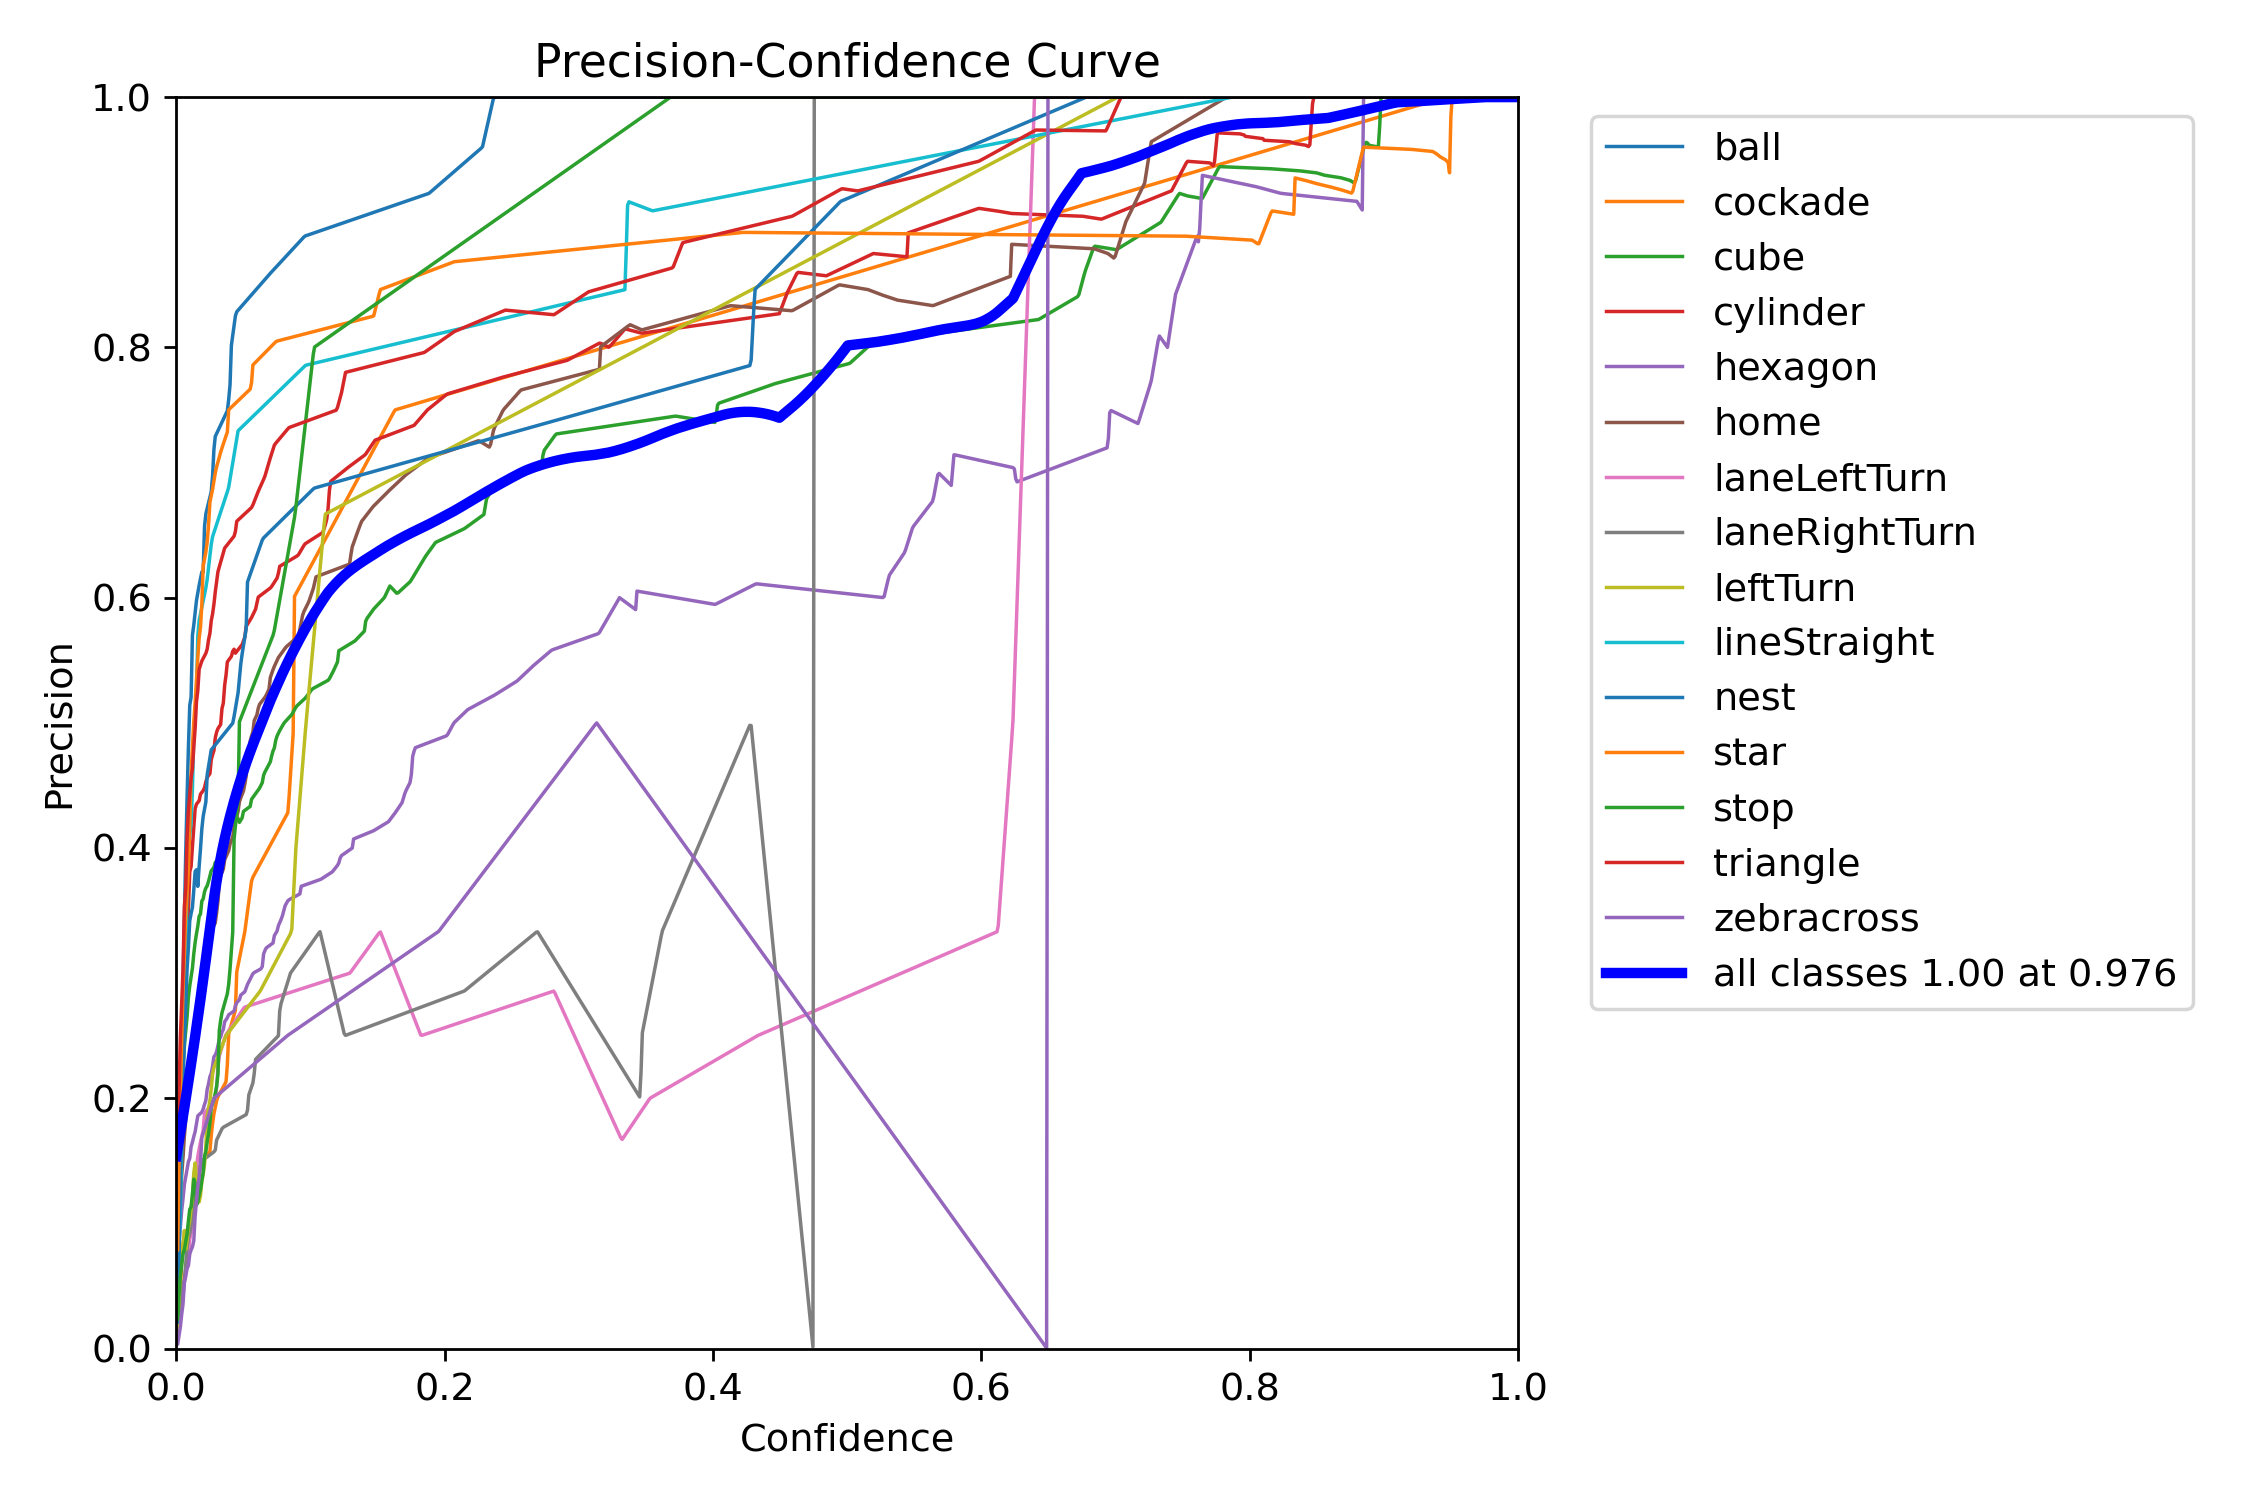 Precision-Confidence Curve
1.0
0.8
0.6
0.4
0.2
0.0
Precision
0.0 0.2 0.4 0.6 0.8 1.0
Confidence
ball
cockade
cube
cylinder
hexagon
home
laneLeftTurn
laneRightTurn
leftTurn
lineStraight
nest
star
stop
triangle
zebracross
all classes 1.00 at 0.976